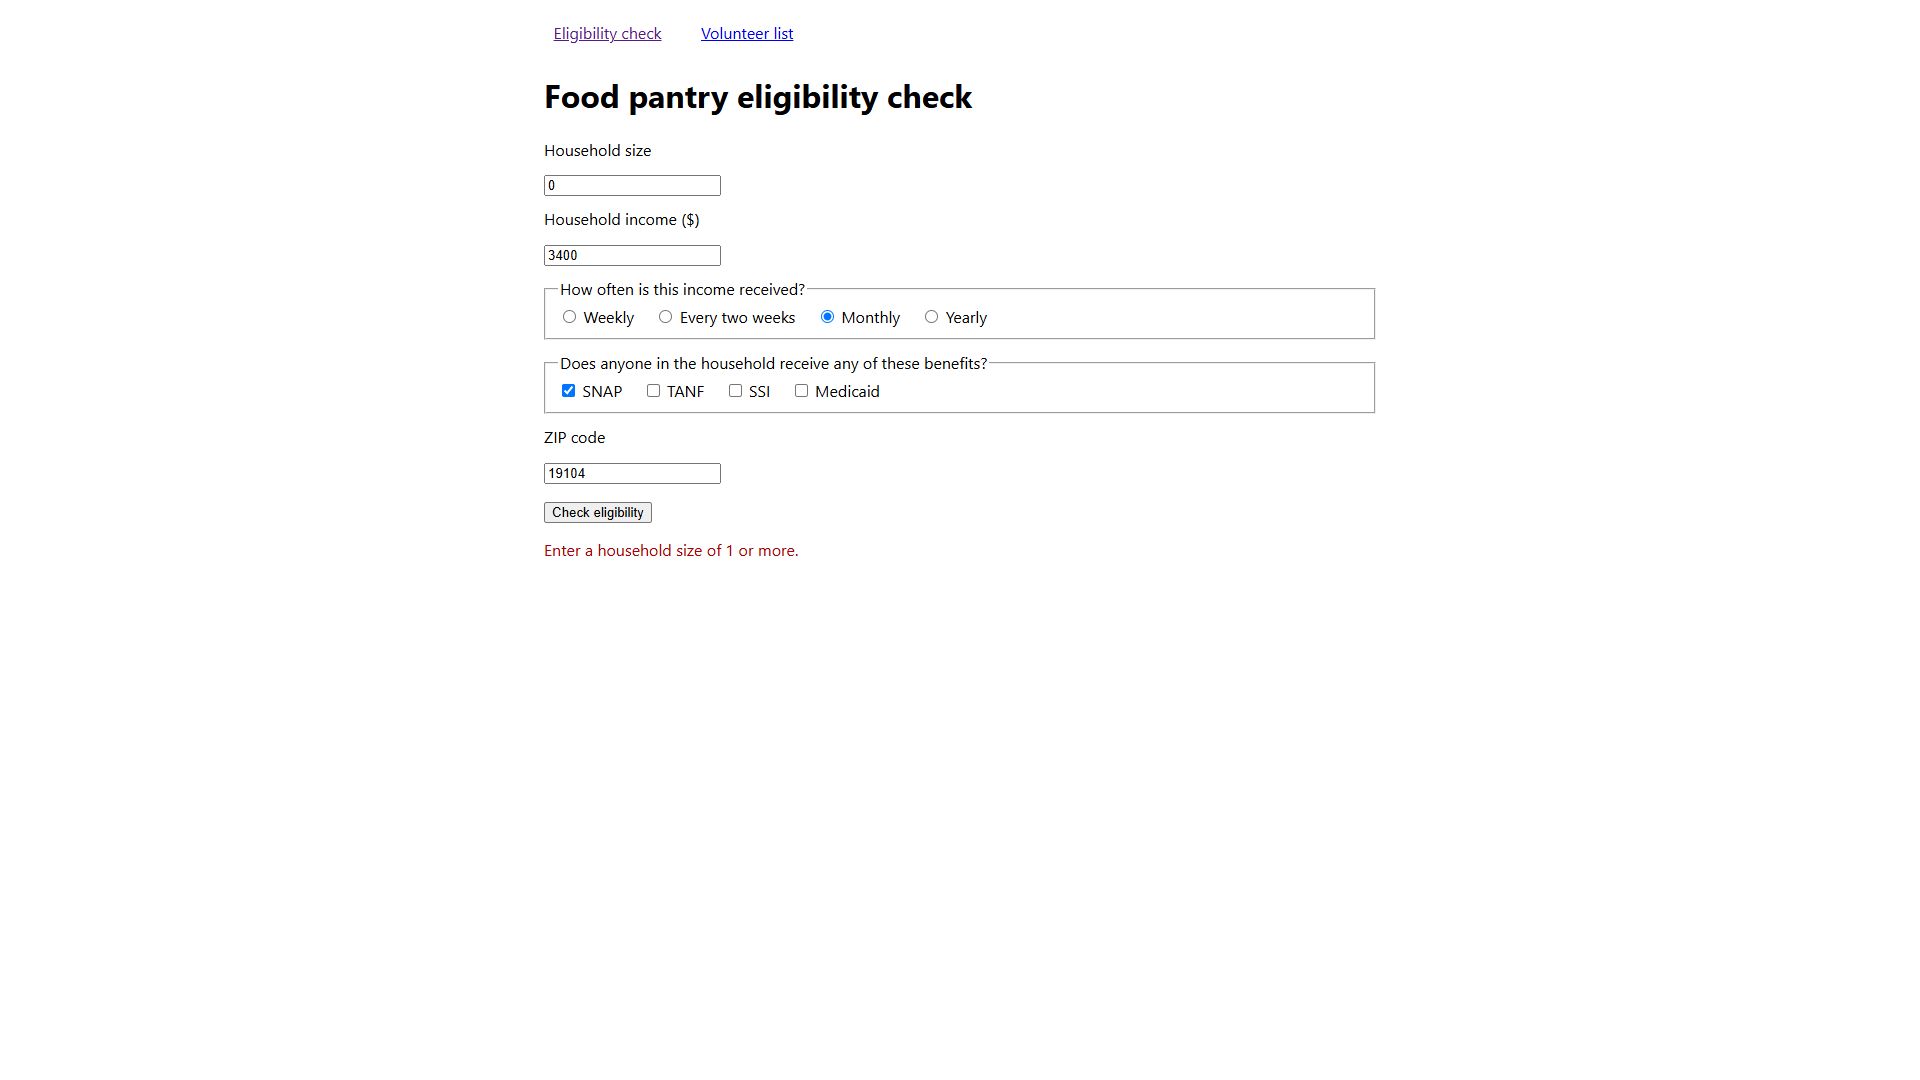 Eligibility check Volunteer list
Food pantry eligibility check
Household size
0
Household income ($)
3400
How often is this income received?
Weekly Every two weeks Monthly Yearly
Does anyone in the household receive any of these benefits?
SNAP TANF SSI Medicaid
ZIP code
19104
Check eligibility
Enter a household size of 1 or more.